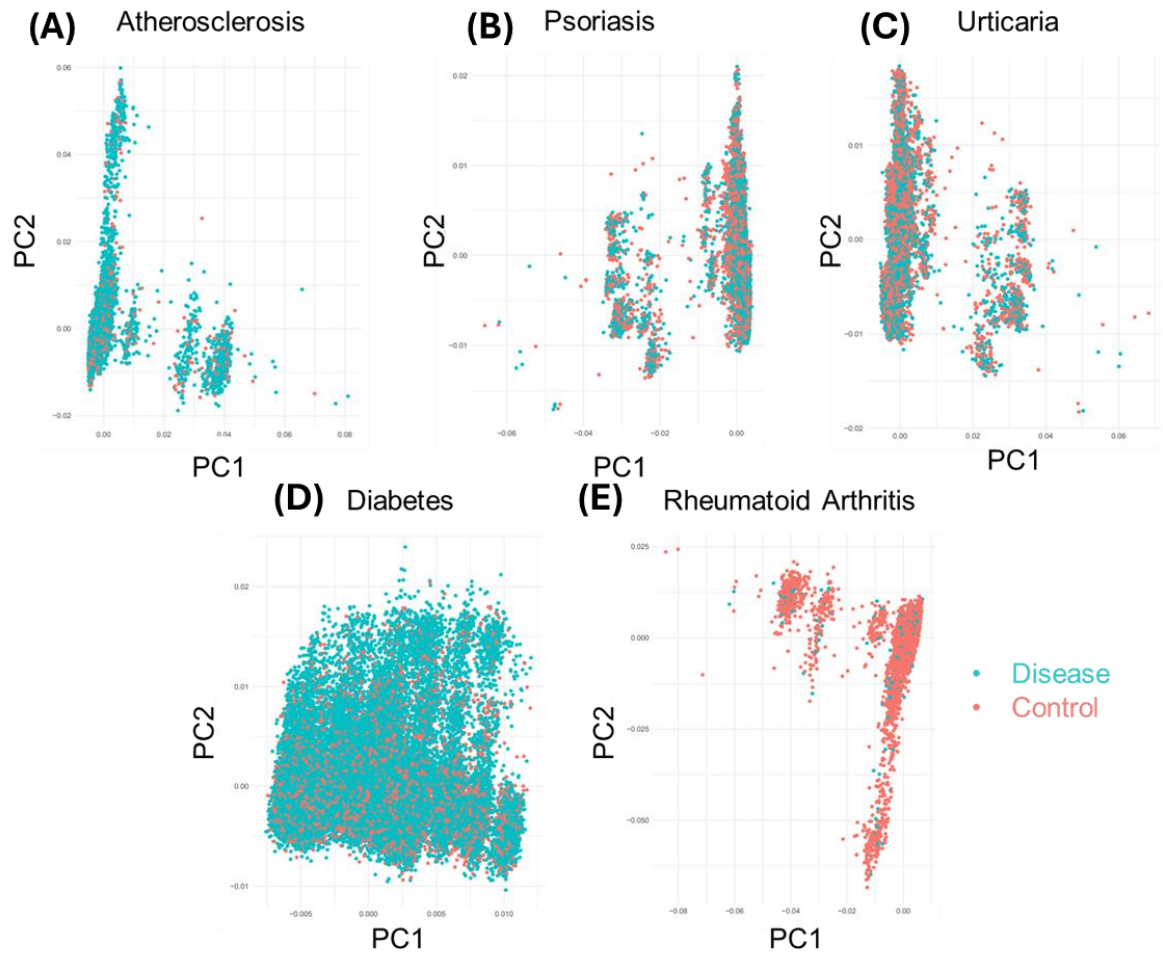 (A) Atherosclerosis
0.06
0.04
0.02
0.00
−0.02
PC2
0.00 0.02 0.04 0.06 0.08
PC1
(B) Psoriasis
0.02
0.01
0.00
−0.01
PC2
−0.06 −0.04 −0.02 0.00
PC1
(C) Urticaria
0.01
0.00
−0.01
−0.02
PC2
0.00 0.02 0.04 0.06
PC1
(D) Diabetes
0.02
0.01
0.00
−0.01
PC2
−0.005 0.000 0.005 0.010
PC1
(E) Rheumatoid Arthritis
0.025
0.000
−0.025
−0.050
PC2
−0.08 −0.06 −0.04 −0.02 0.00
PC1
Disease
Control